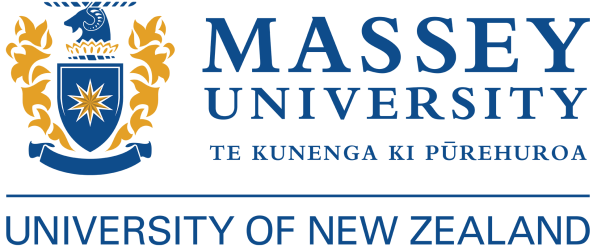 MASSEY
UNIVERSITY
TE KUNENGA KI PŪREHUROA
UNIVERSITY OF NEW ZEALAND